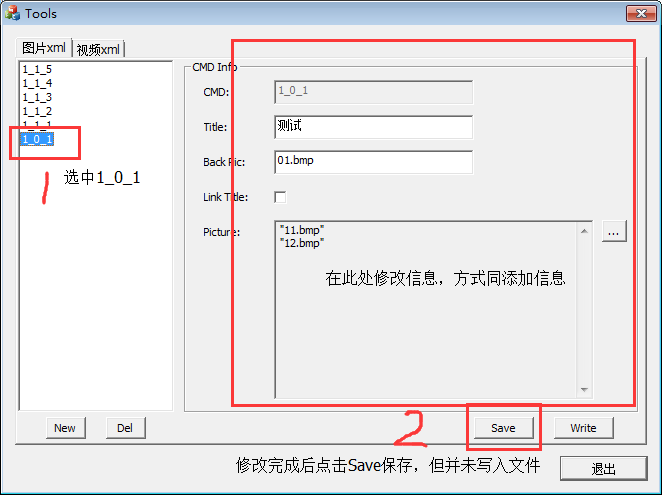 Tools
图片xml
视频xml
1_1_5
1_1_4
1_1_3
1_1_2
1_1_1
1_0_1
1
选中1_0_1
CMD Info
CMD:
1_0_1
Title:
测试
Back Pic:
01.bmp
Link Title:
Picture:
"11.bmp"
"12.bmp"
...
在此处修改信息，方式同添加信息
New
Del
2
Save
Write
修改完成后点击Save保存，但并未写入文件
退出